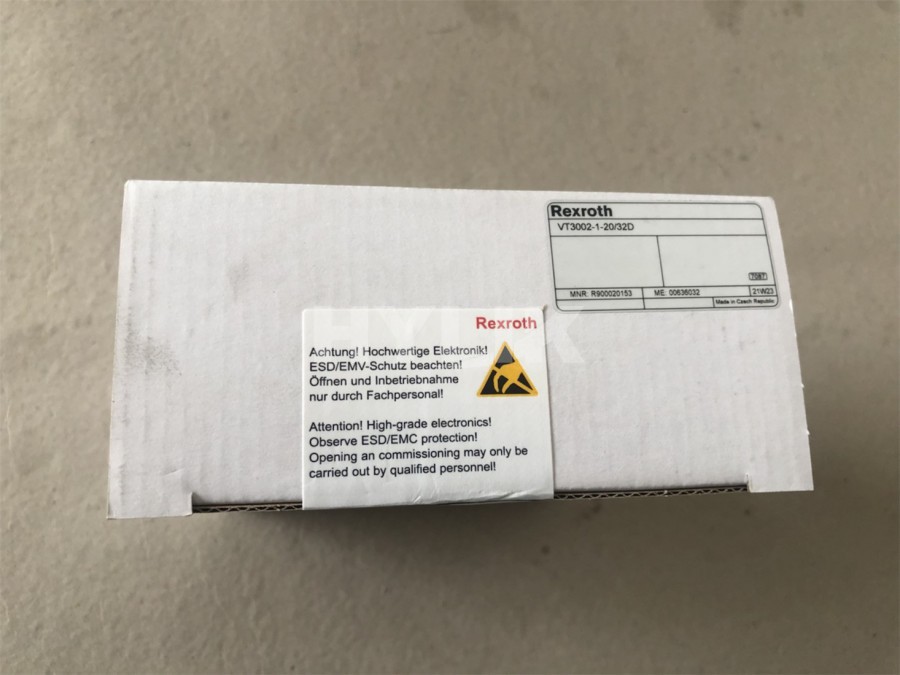 Rexroth
VT3002-1-20/32D
7087
MNR: R900020153 ME: 00636032 21W23
Made in Czech Republic
Rexroth
Achtung! Hochwertige Elektronik!
ESD/EMV-Schutz beachten!
Öffnen und Inbetriebnahme
nur durch Fachpersonal!
Attention! High-grade electronics!
Observe ESD/EMC protection!
Opening an commissioning may only be
carried out by qualified personnel!